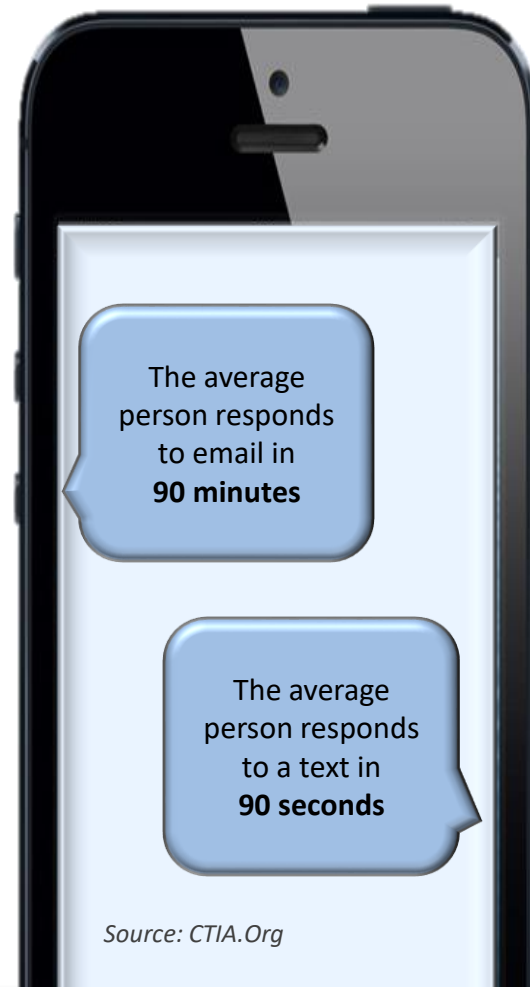 The average
person responds
to email in
90 minutes
The average
person responds
to a text in
90 seconds
Source: CTIA.Org